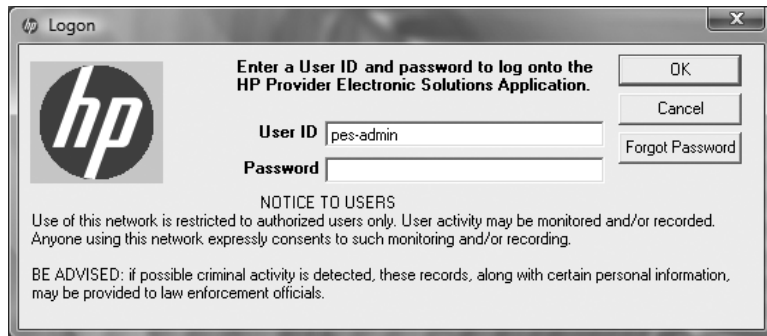 hp Logon
X
Enter a User ID and password to log onto the
HP Provider Electronic Solutions Application.
OK
Cancel
Forgot Password
hp
User ID pes-admin
Password
NOTICE TO USERS
Use of this network is restricted to authorized users only. User activity may be monitored and/or recorded.
Anyone using this network expressly consents to such monitoring and/or recording.
BE ADVISED: if possible criminal activity is detected, these records, along with certain personal information,
may be provided to law enforcement officials.